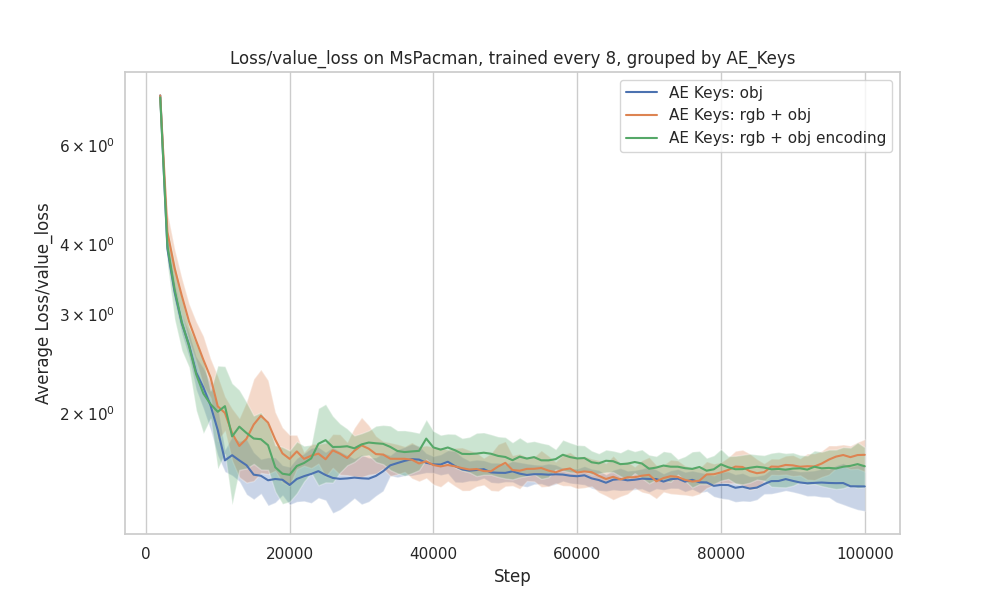 Loss/value_loss on MsPacman, trained every 8, grouped by AE_Keys
AE Keys: obj
AE Keys: rgb + obj
AE Keys: rgb + obj encoding
6 × 10⁰
4 × 10⁰
3 × 10⁰
2 × 10⁰
Average Loss/value_loss
0 20000 40000 60000 80000 100000
Step